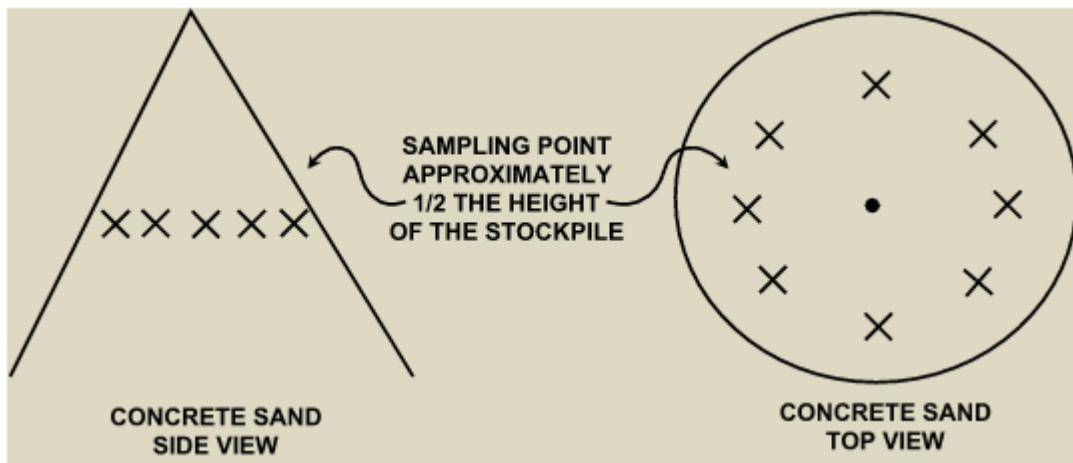 SAMPLING POINT
APPROXIMATELY
1/2 THE HEIGHT
OF THE STOCKPILE
CONCRETE SAND
SIDE VIEW
CONCRETE SAND
TOP VIEW